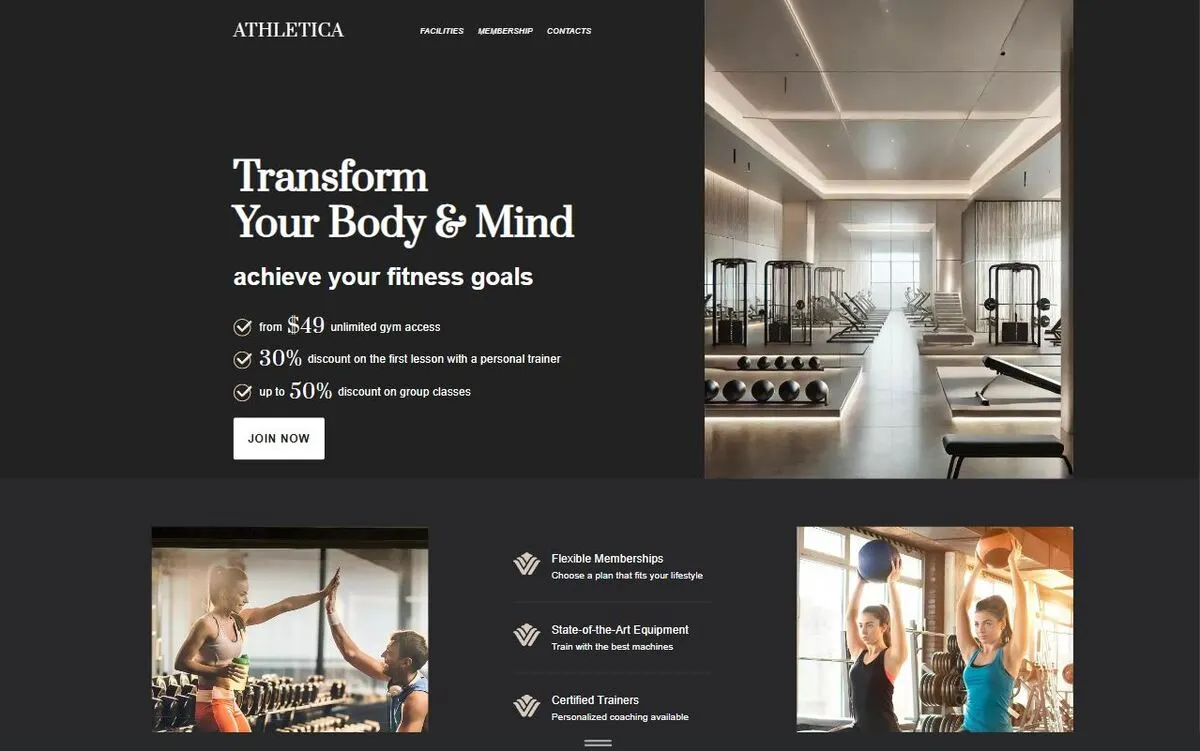 ATHLETICA
FACILITIES MEMBERSHIP CONTACTS
Transform
Your Body & Mind
achieve your fitness goals
from $49 unlimited gym access
30% discount on the first lesson with a personal trainer
up to 50% discount on group classes
JOIN NOW
Flexible Memberships
Choose a plan that fits your lifestyle
State-of-the-Art Equipment
Train with the best machines
Certified Trainers
Personalized coaching available